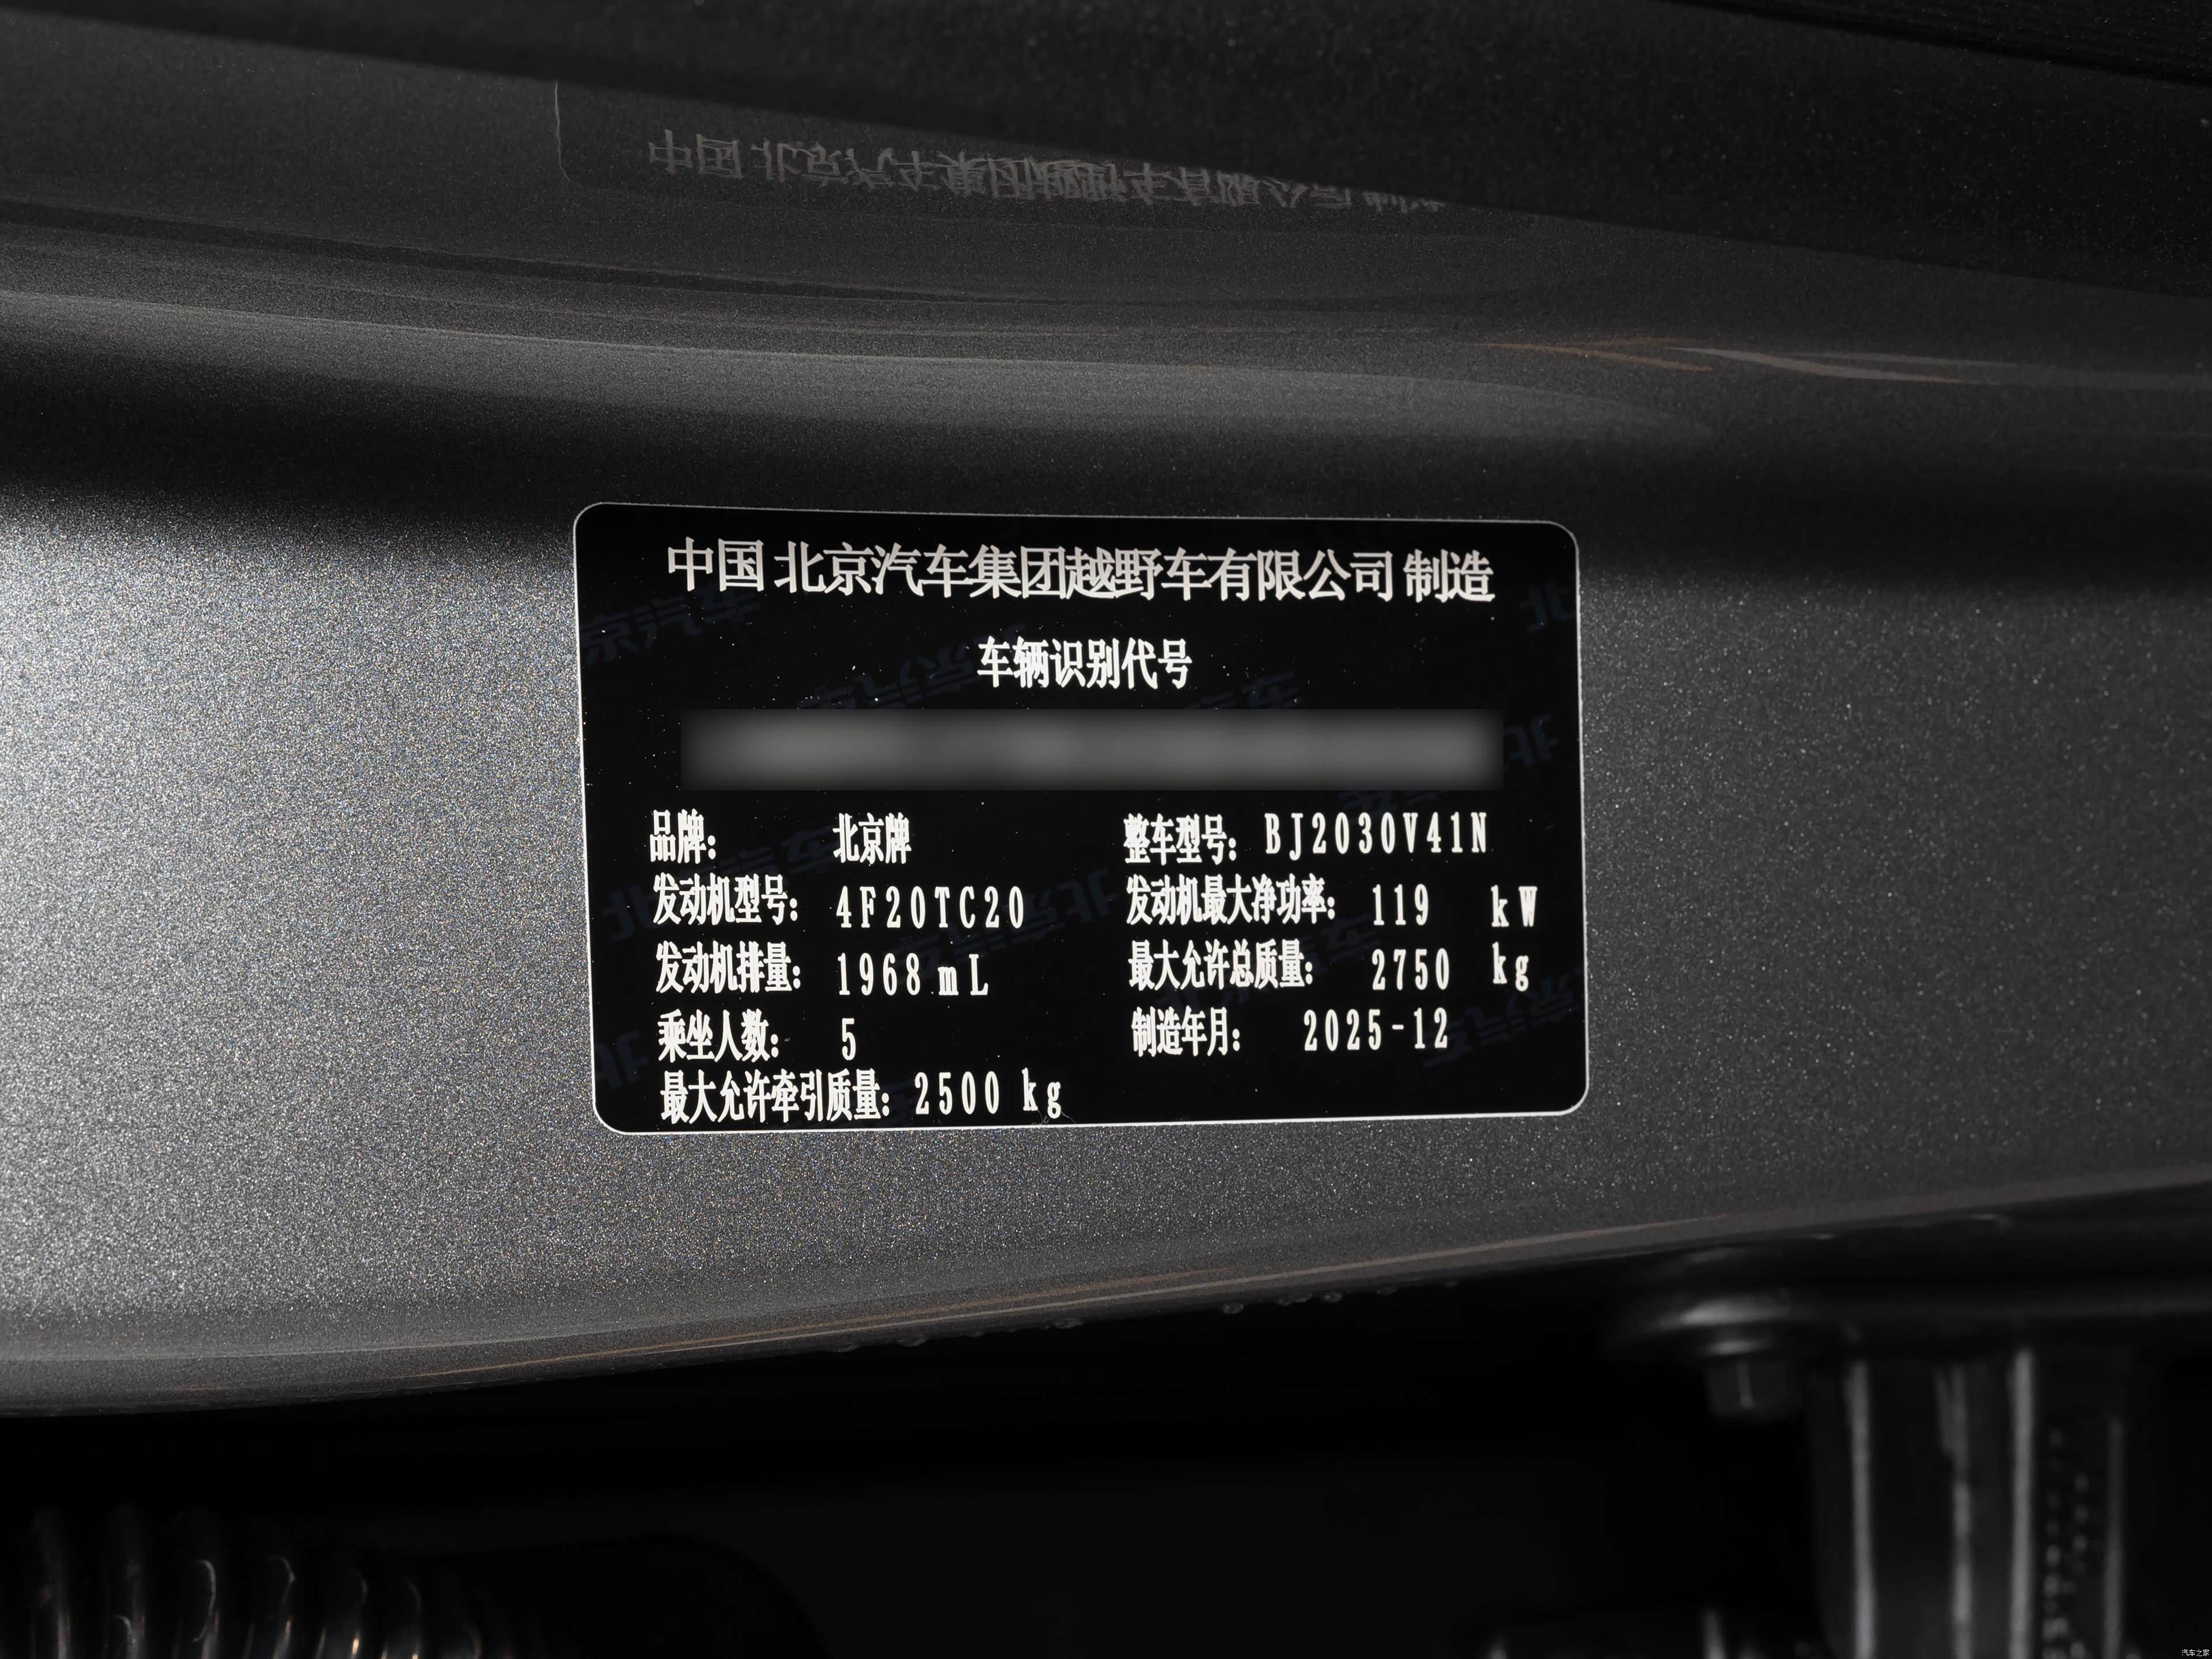 中国 北京汽车集团越野车有限公司 制造
车辆识别代号
品牌: 北京牌 整车型号: BJ2030V41N
发动机型号: 4F20TC20 发动机最大净功率: 119 kW
发动机排量: 1968 mL 最大允许总质量: 2750 kg
乘坐人数: 5 制造年月: 2025-12
最大允许牵引质量: 2500 kg
汽车之家